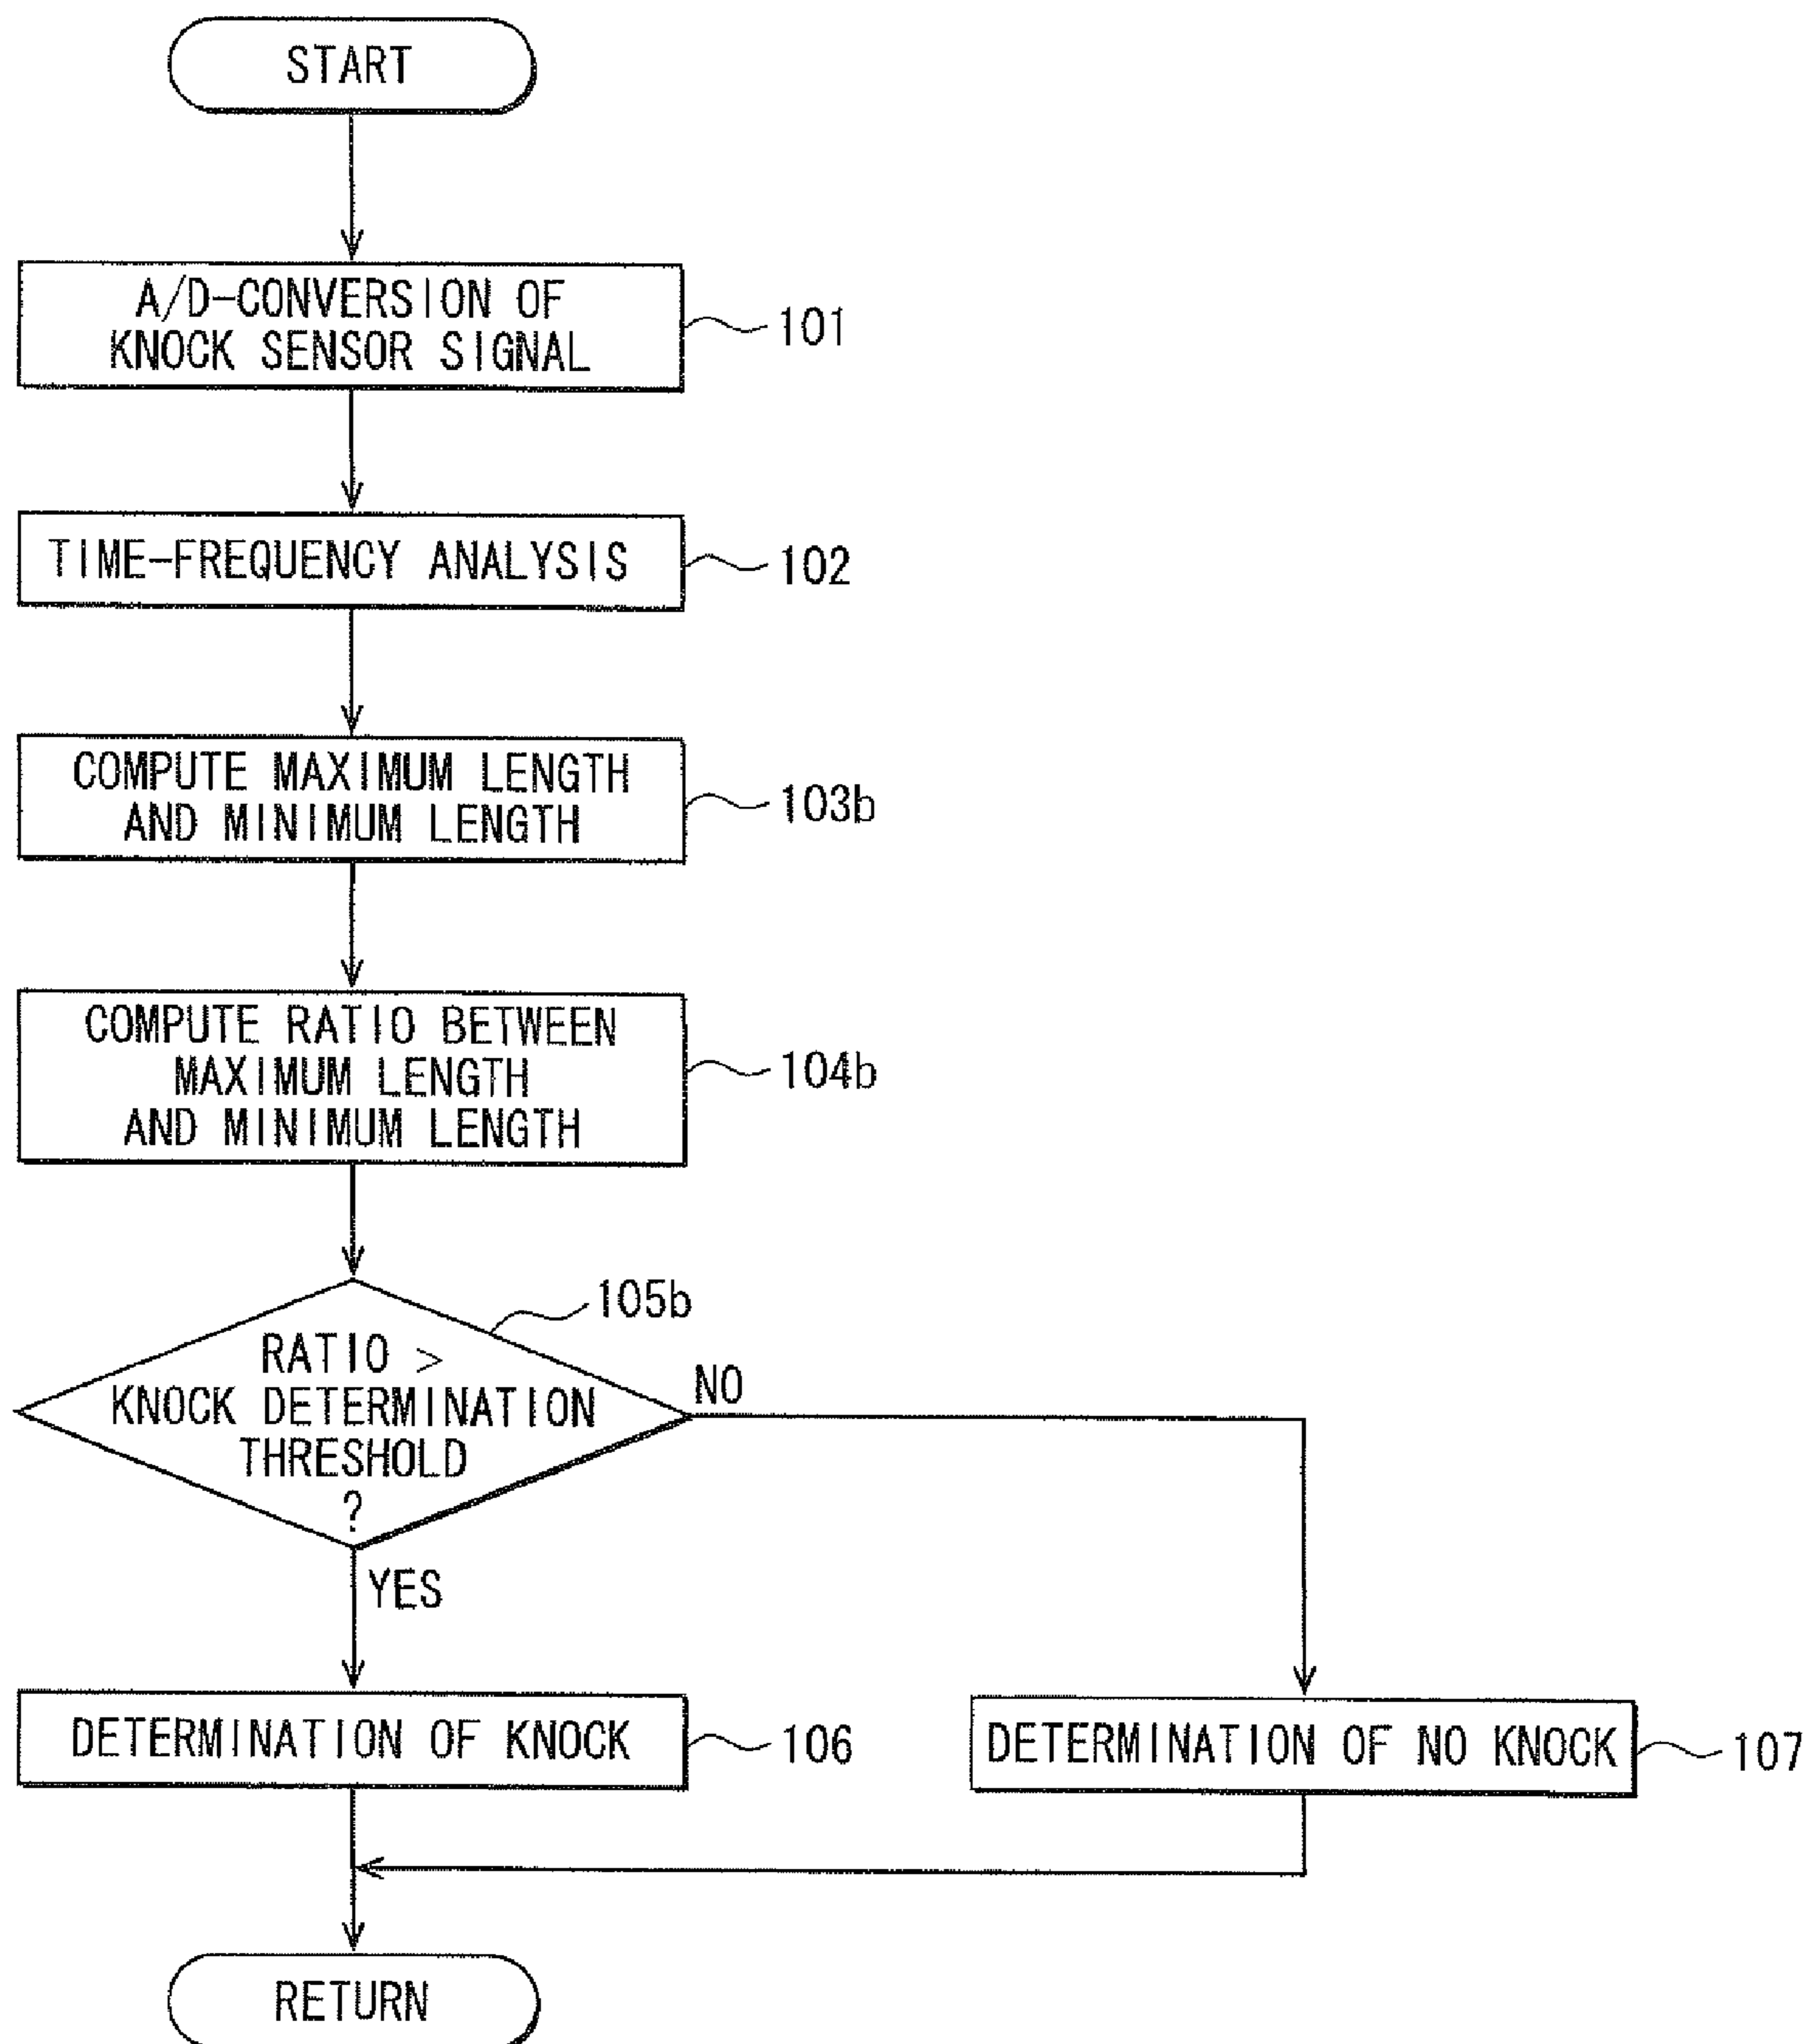 START
A/D-CONVERSION OF
KNOCK SENSOR SIGNAL
101
TIME-FREQUENCY ANALYSIS
102
COMPUTE MAXIMUM LENGTH
AND MINIMUM LENGTH
103b
COMPUTE RATIO BETWEEN
MAXIMUM LENGTH
AND MINIMUM LENGTH
104b
105b
RATIO >
KNOCK DETERMINATION
THRESHOLD
?
NO
YES
DETERMINATION OF KNOCK
106
DETERMINATION OF NO KNOCK
107
RETURN